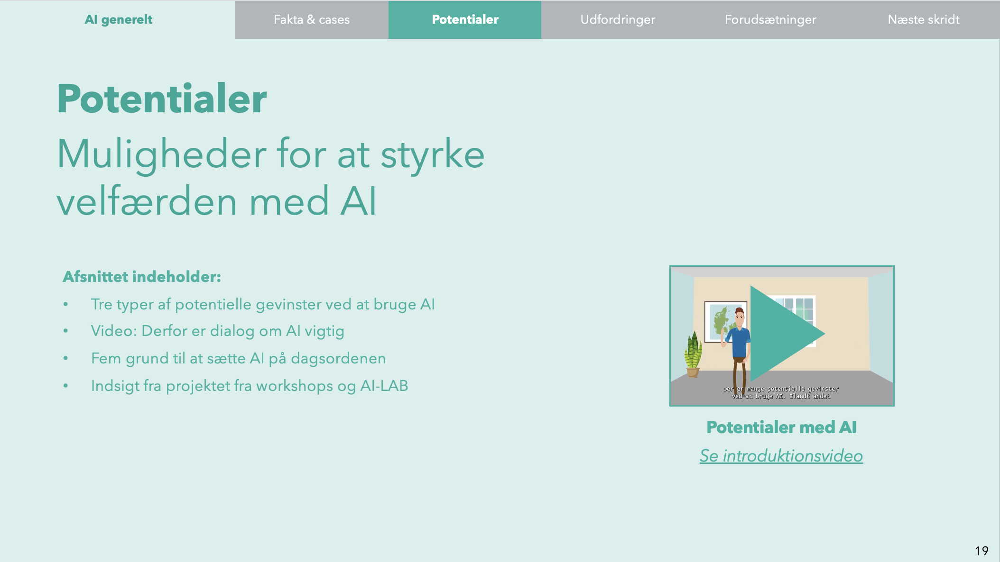 AI generelt
Fakta & cases
Potentialer
Udfordringer
Forudsætninger
Næste skridt
Potentialer
Muligheder for at styrke
velfærden med AI
Afsnittet indeholder:
• Tre typer af potentielle gevinster ved at bruge AI
• Video: Derfor er dialog om AI vigtig
• Fem grund til at sætte AI på dagsordenen
• Indsigt fra projektet fra workshops og AI-LAB
Der er mange potentielle gevinster
ved at bruge AI. Blandt andet
Potentialer med AI
Se introduktionsvideo
19